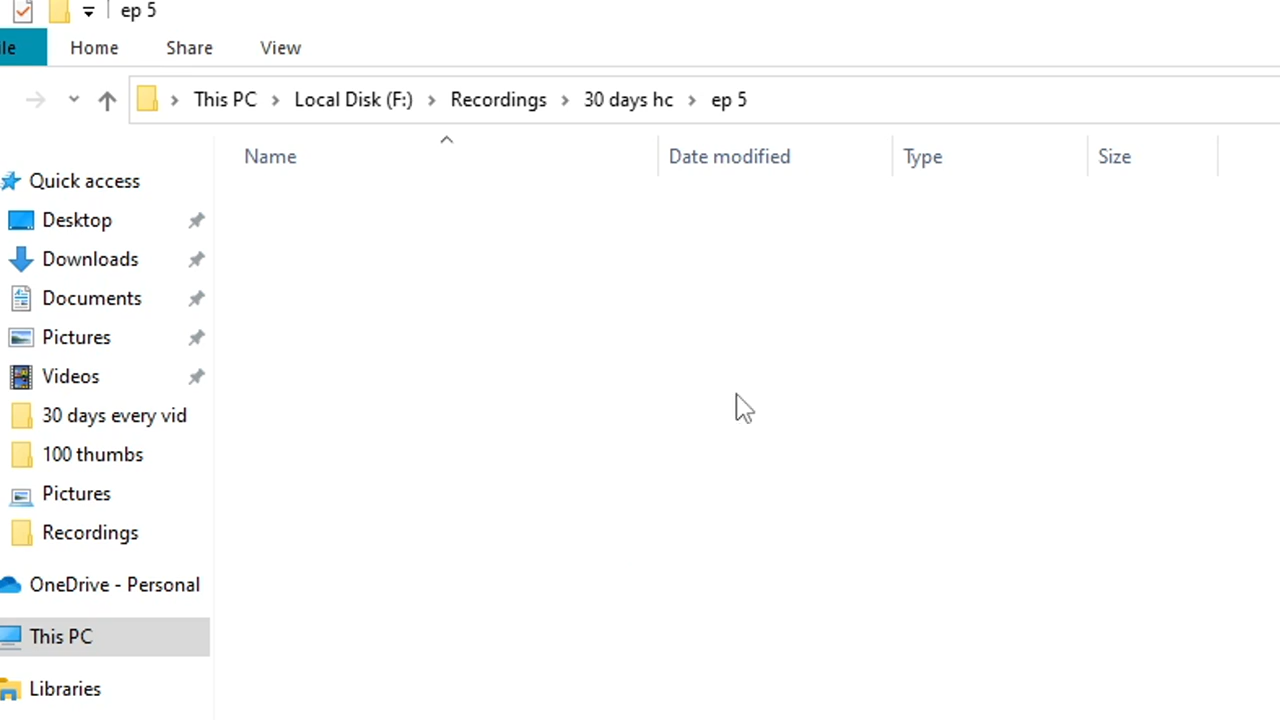 ep 5
ile Home Share View
This PC Local Disk (F:) Recordings 30 days hc ep 5
Name Date modified Type Size
Quick access
Desktop
Downloads
Documents
Pictures
Videos
30 days every vid
100 thumbs
Pictures
Recordings
OneDrive - Personal
This PC
Libraries